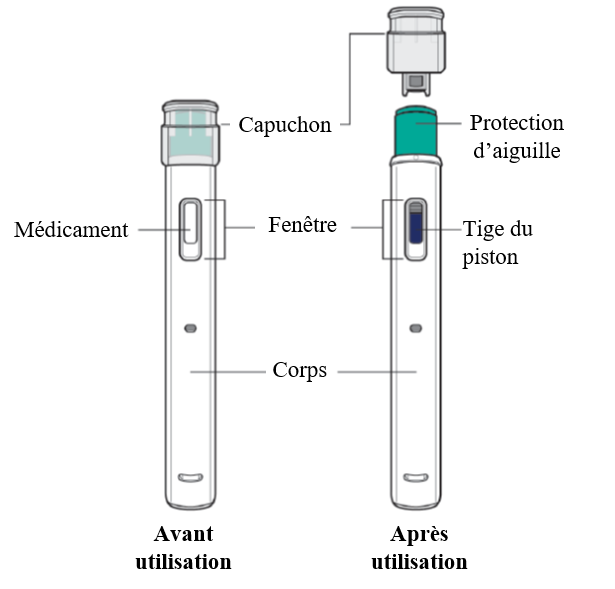 Capuchon
Protection
d’aiguille
Médicament
Fenêtre
Tige du
piston
Corps
Avant
utilisation
Après
utilisation